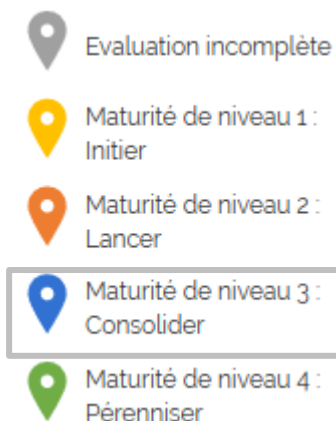 Evaluation incomplète
Maturité de niveau 1 :
Initier
Maturité de niveau 2 :
Lancer
Maturité de niveau 3 :
Consolider
Maturité de niveau 4 :
Pérenniser